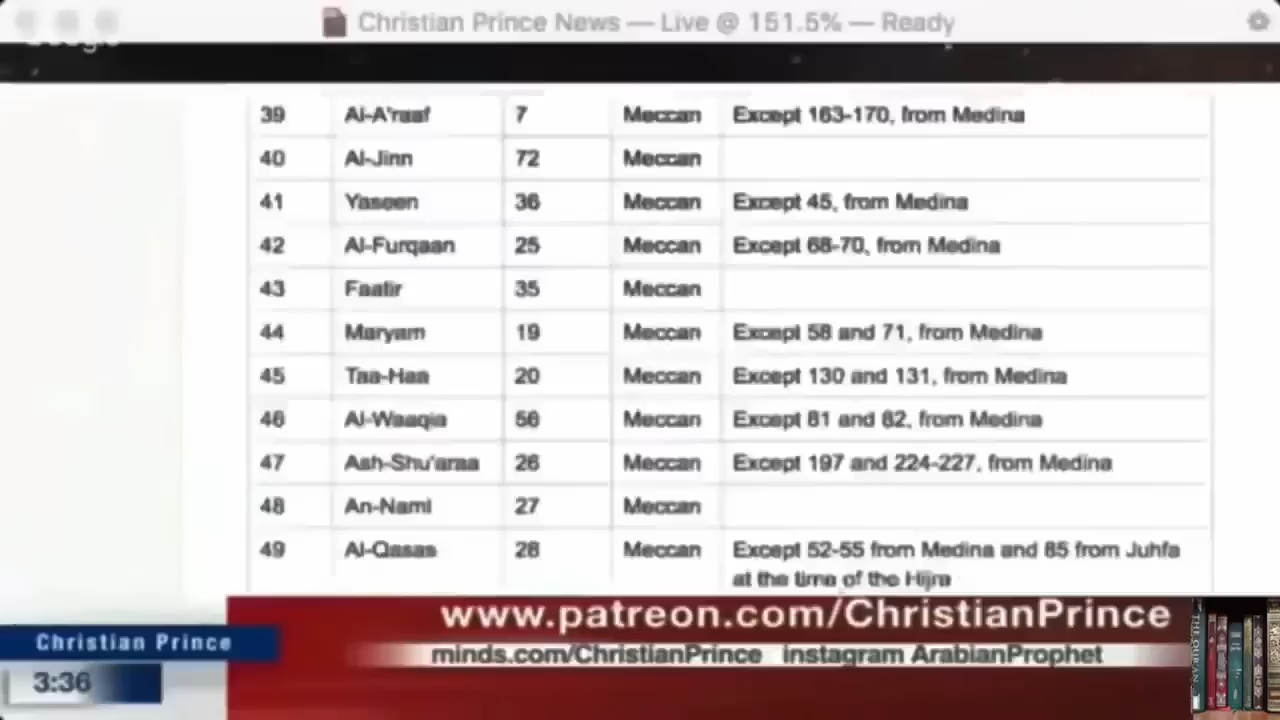 Christian Prince News — Live @ 151.5% — Ready
39 Al-A'raaf 7 Meccan Except 163-170, from Medina
40 Al-Jinn 72 Meccan
41 Yaseen 36 Meccan Except 45, from Medina
42 Al-Furqaan 25 Meccan Except 68-70, from Medina
43 Faatir 35 Meccan
44 Maryam 19 Meccan Except 58 and 71, from Medina
45 Taa-Haa 20 Meccan Except 130 and 131, from Medina
46 Al-Waaqia 56 Meccan Except 81 and 82, from Medina
47 Ash-Shu'araa 26 Meccan Except 197 and 224-227, from Medina
48 An-Naml 27 Meccan
49 Al-Qasas 28 Meccan Except 52-55 from Medina and 85 from Juhfa
at the time of the Hijra
www.patreon.com/ChristianPrince
Christian Prince
minds.com/ChristianPrince instagram ArabianProphet
3:36